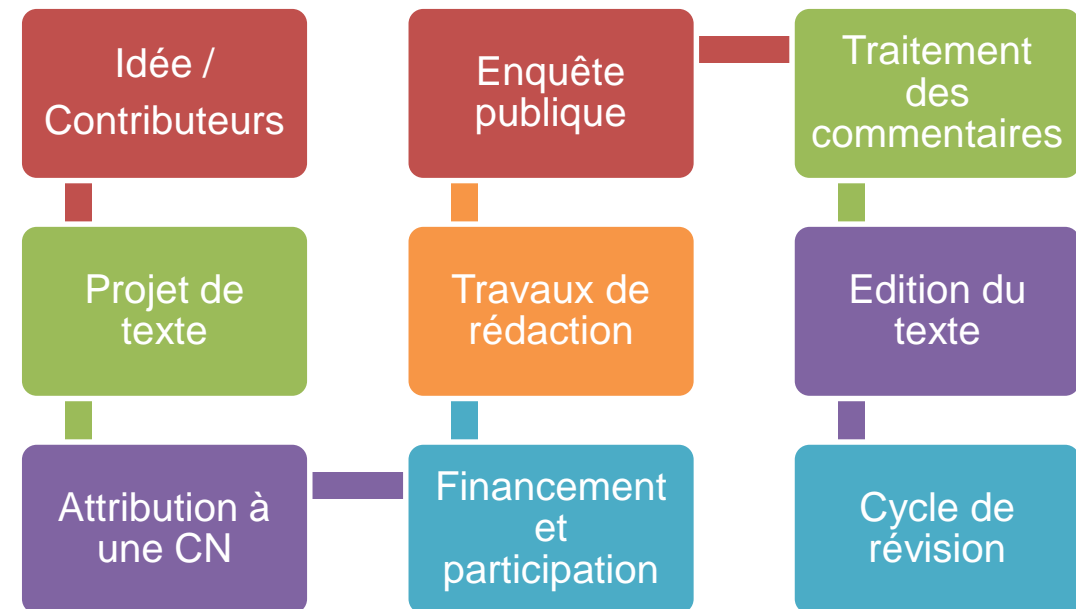 Idée /
Contributeurs
Projet de
texte
Attribution à
une CN
Financement
et
participation
Travaux de
rédaction
Enquête
publique
Traitement
des
commentaires
Edition du
texte
Cycle de
révision